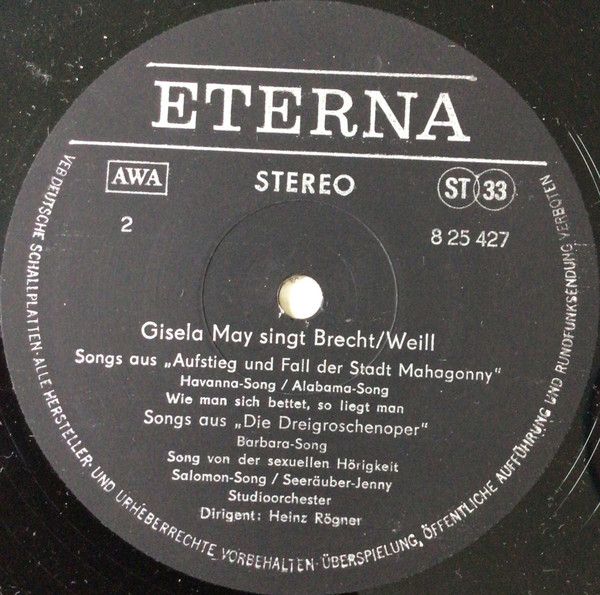 ETERNA
AWA
STEREO
ST 33
2
8 25 427
Gisela May singt Brecht/Weill
Songs aus „Aufstieg und Fall der Stadt Mahagonny"
Havanna-Song / Alabama-Song
Wie man sich bettet, so liegt man
Songs aus „Die Dreigroschenoper"
Barbara-Song
Song von der sexuellen Hörigkeit
Salomon-Song / Seeräuber-Jenny
Studioorchester
Dirigent: Heinz Rögner
VEB DEUTSCHE SCHALLPLATTEN · ALLE HERSTELLER- UND URHEBERRECHTE VORBEHALTEN · ÜBERSPIELUNG, ÖFFENTLICHE AUFFÜHRUNG UND RUNDFUNKSENDUNG VERBOTEN